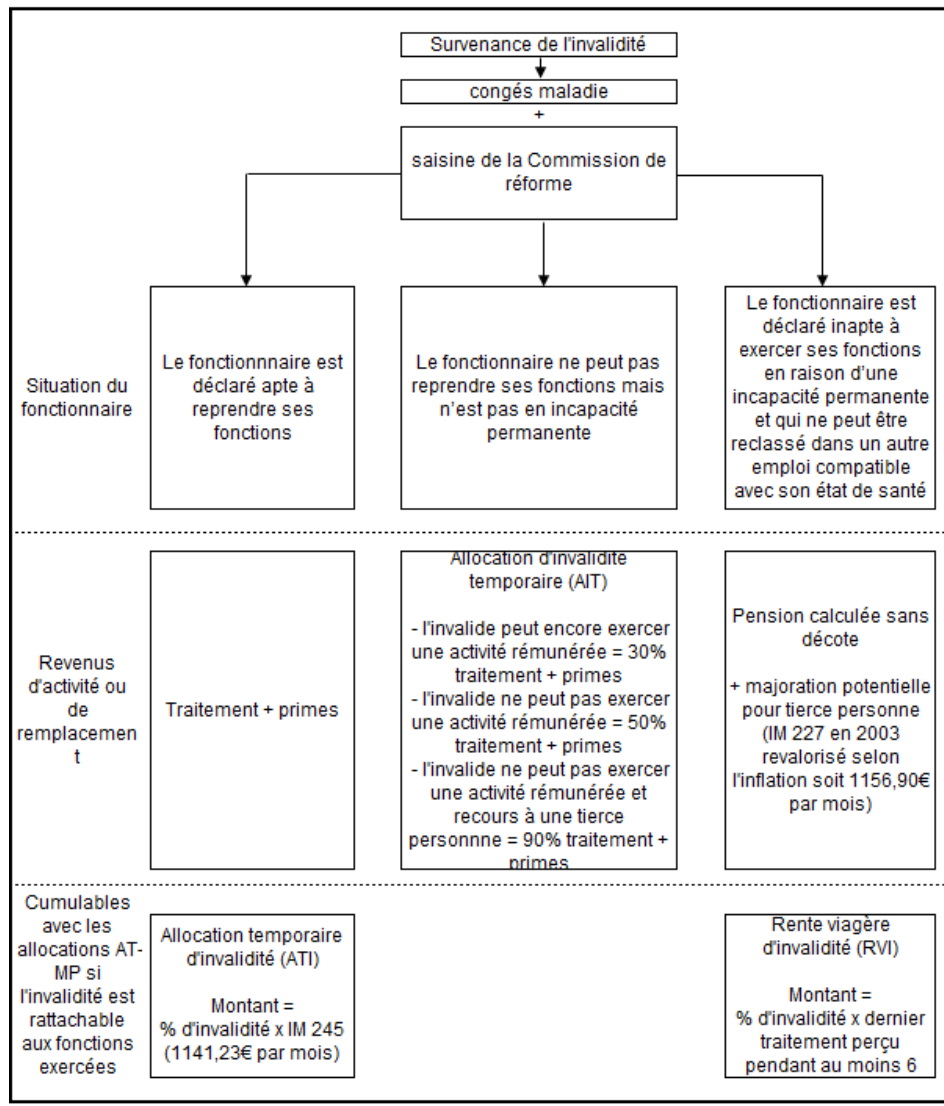 Survenance de l'invalidité
congés maladie
+
saisine de la Commission de
réforme
Situation du
fonctionnaire
Le fonctionnnaire est
déclaré apte à
reprendre ses
fonctions
Le fonctionnaire ne peut pas
reprendre ses fonctions mais
n'est pas en incapacité
permanente
Le fonctionnaire est
déclaré inapte à
exercer ses fonctions
en raison d'une
incapacité permanente
et qui ne peut être
reclassé dans un autre
emploi compatible
avec son état de santé
Revenus
d'activité ou
de
remplacemen
t
Traitement + primes
Allocation d'invalidité
temporaire (AIT)
- l'invalide peut encore exercer
une activité rémunérée = 30%
traitement + primes
- l'invalide ne peut pas exercer
une activité rémunérée = 50%
traitement + primes
- l'invalide ne peut pas exercer
une activité rémunérée et
recours à une tierce
personnne = 90% traitement +
primes
Pension calculée sans
décote
+ majoration potentielle
pour tierce personne
(IM 227 en 2003
revalorisé selon
l'inflation soit 1156,90€
par mois)
Cumulables
avec les
allocations AT-
MP si
l'invalidité est
rattachable
aux fonctions
exercées
Allocation temporaire
d'invalidité (ATI)
Montant =
% d'invalidité x IM 245
(1141,23€ par mois)
Rente viagère
d'invalidité (RVI)
Montant =
% d'invalidité x dernier
traitement perçu
pendant au moins 6